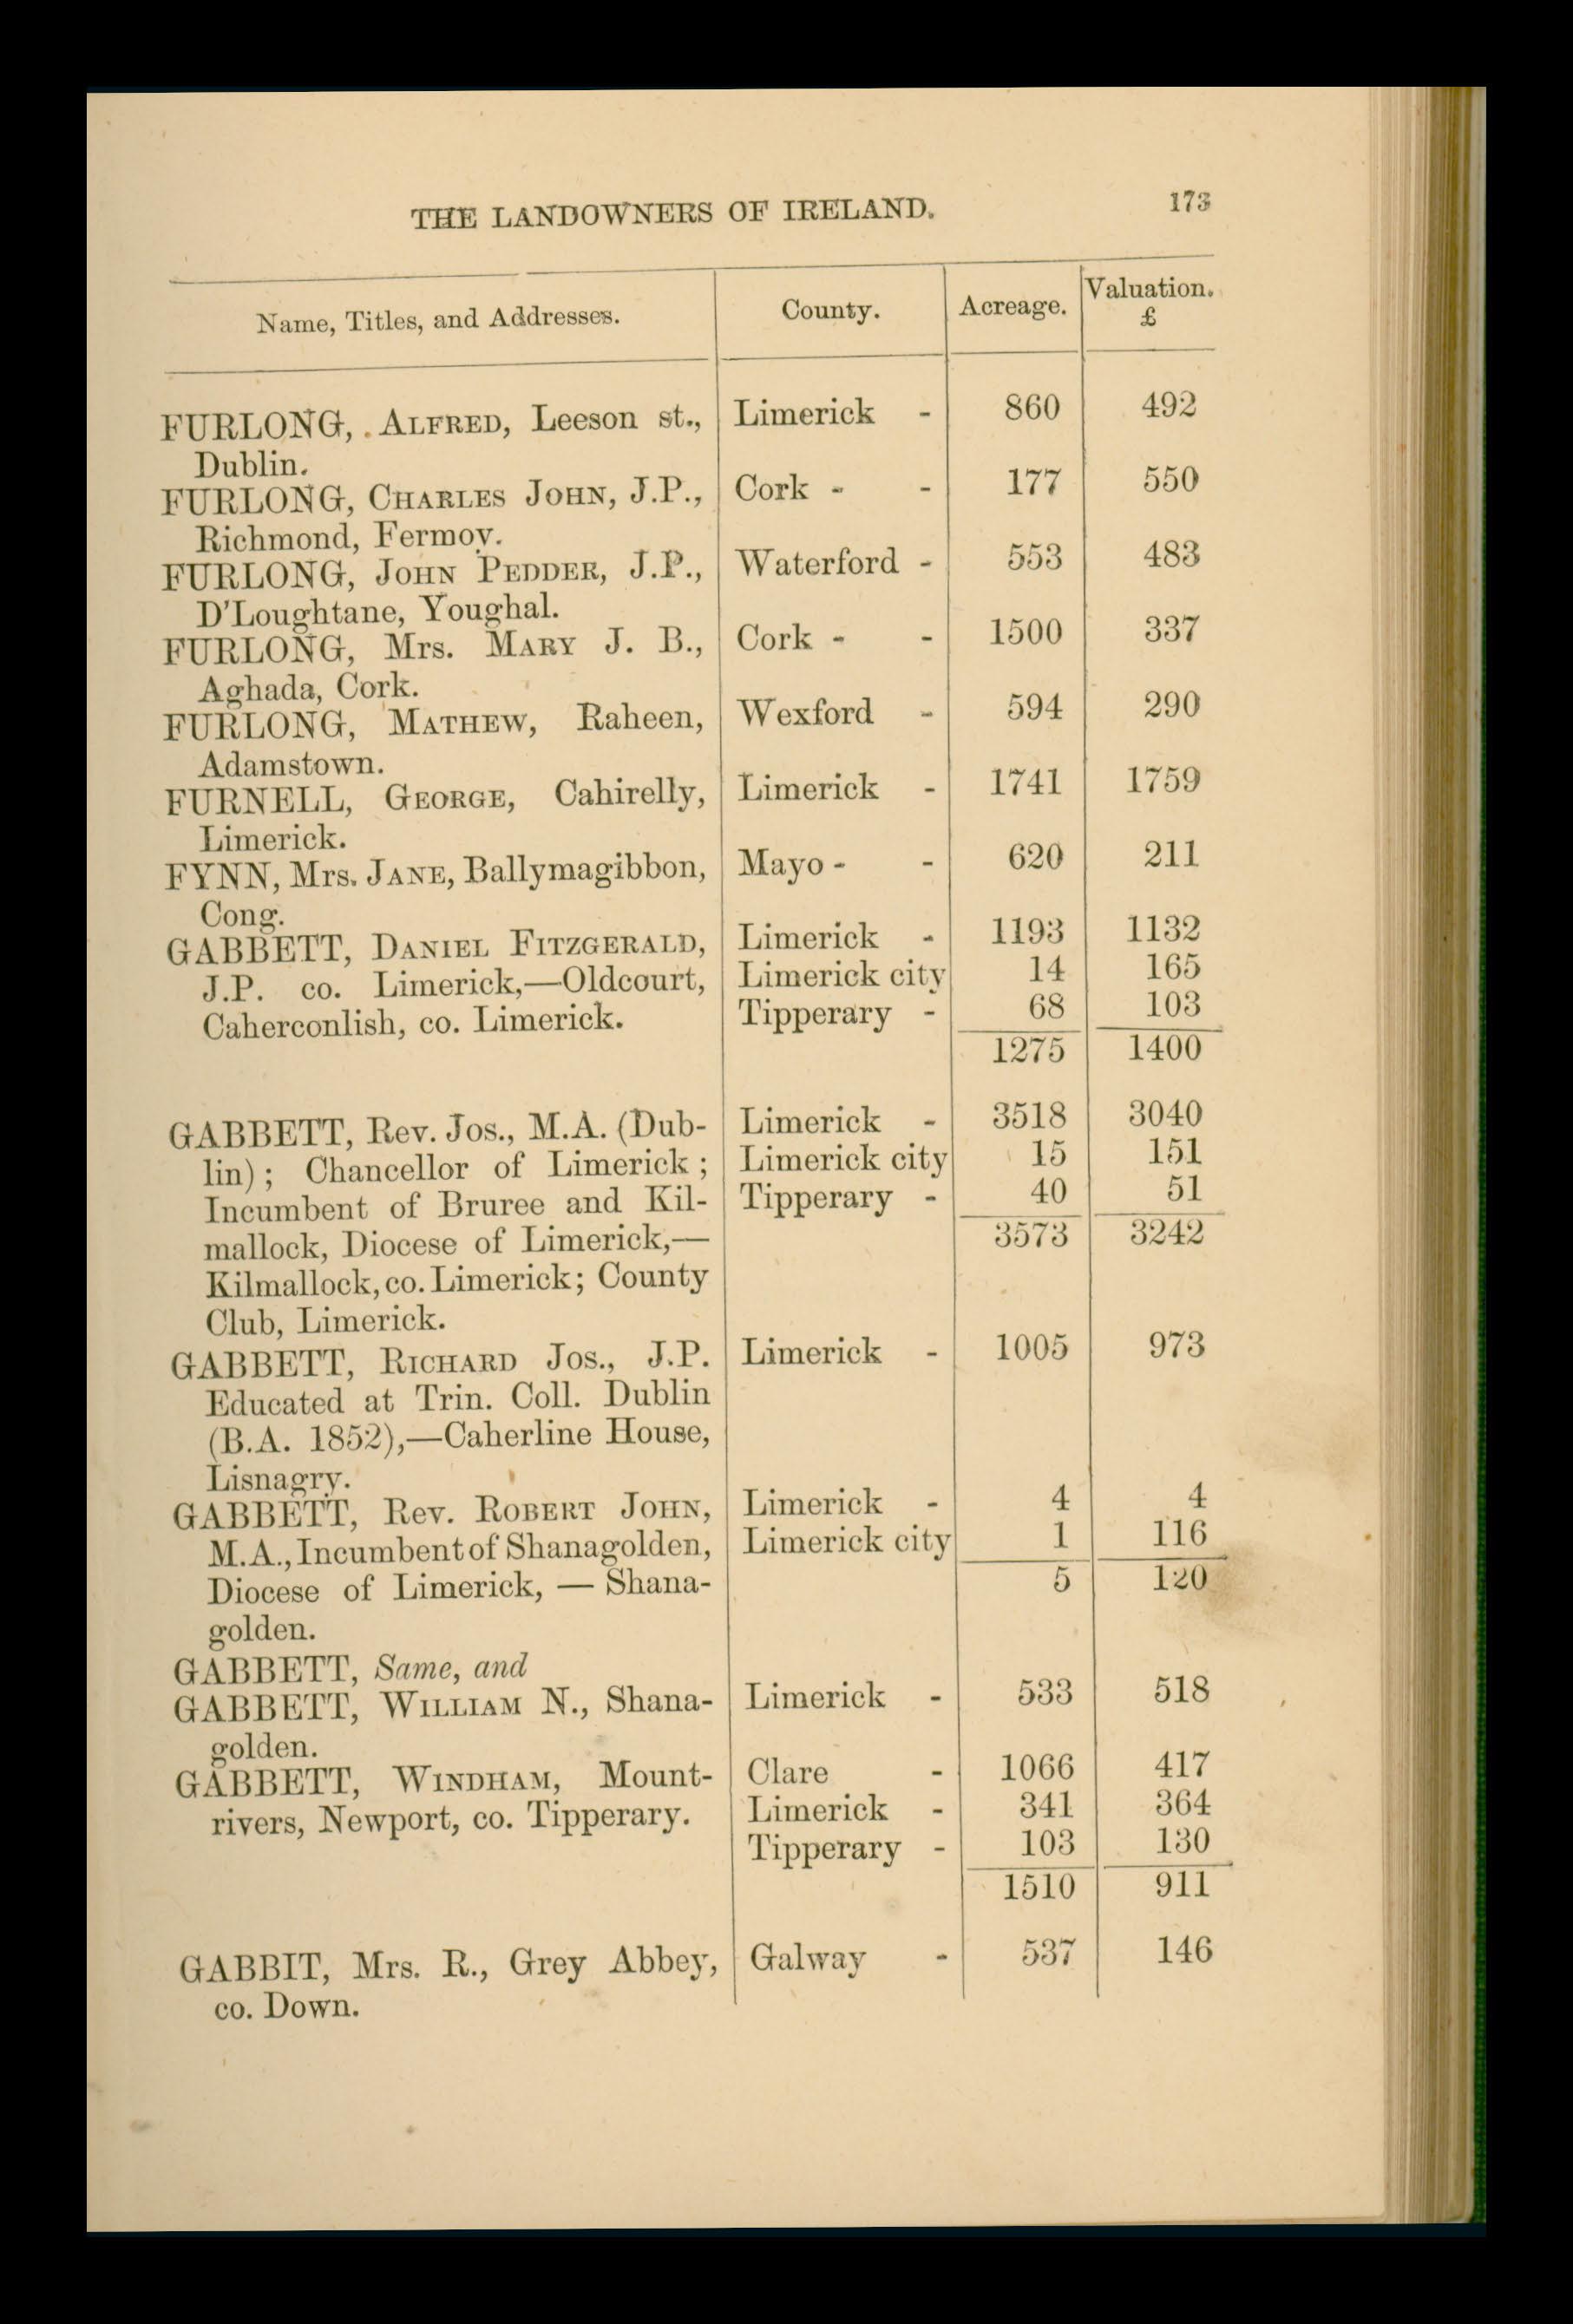 THE LANDOWNERS OF IRELAND. 173
Name, Titles, and Addresses. County. Acreage. Valuation.
£
FURLONG, ALFRED, Leeson st., Limerick - 860 492
Dublin.
FURLONG, CHARLES JOHN, J.P., Cork - - 177 550
Richmond, Fermoy.
FURLONG, JOHN PEDDER, J.P., Waterford - 553 483
D'Loughtane, Youghal.
FURLONG, Mrs. MARY J. B., Cork - - 1500 337
Aghada, Cork.
FURLONG, MATHEW, Raheen, Wexford - 594 290
Adamstown.
FURNELL, GEORGE, Cahirelly, Limerick - 1741 1759
Limerick.
FYNN, Mrs. JANE, Ballymagibbon, Mayo - - 620 211
Cong.
GABBETT, DANIEL FITZGERALD, Limerick - 1193 1132
J.P. co. Limerick,—Oldcourt, Limerick city 14 165
Caherconlish, co. Limerick. Tipperary - 68 103
1275 1400
GABBETT, Rev. Jos., M.A. (Dub- Limerick - 3518 3040
lin); Chancellor of Limerick; Limerick city 15 151
Incumbent of Bruree and Kil- Tipperary - 40 51
mallock, Diocese of Limerick,— 3573 3242
Kilmallock, co. Limerick; County
Club, Limerick.
GABBETT, RICHARD Jos., J.P. Limerick - 1005 973
Educated at Trin. Coll. Dublin
(B.A. 1852),—Caherline House,
Lisnagry.
GABBETT, Rev. ROBERT JOHN, Limerick - 4 4
M.A., Incumbent of Shanagolden, Limerick city 1 116
Diocese of Limerick, — Shana- 5 120
golden.
GABBETT, Same, and
GABBETT, WILLIAM N., Shana- Limerick - 533 518
golden.
GABBETT, WINDHAM, Mount- Clare - 1066 417
rivers, Newport, co. Tipperary. Limerick - 341 364
Tipperary - 103 130
1510 911
GABBIT, Mrs. R., Grey Abbey, Galway - 537 146
co. Down.